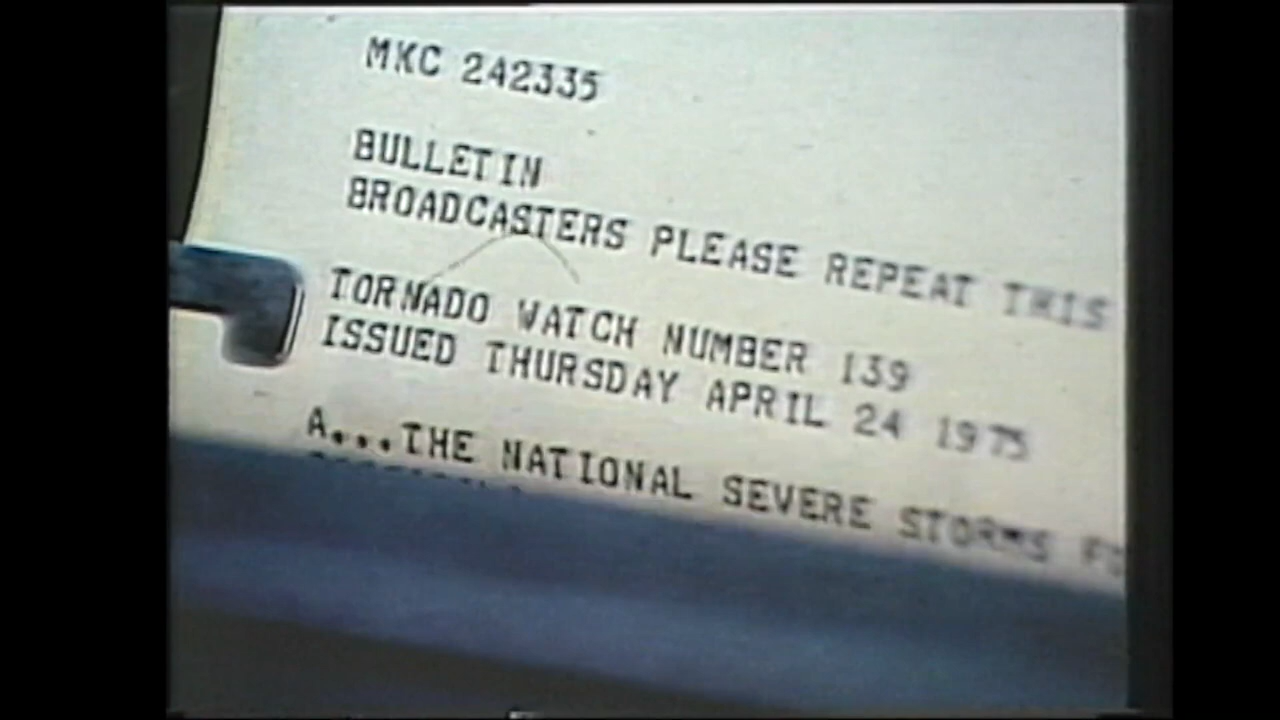 MKC 242335
BULLETIN
BROADCASTERS PLEASE REPEAT THIS
TORNADO WATCH NUMBER 139
ISSUED THURSDAY APRIL 24 1975
A...THE NATIONAL SEVERE STORMS